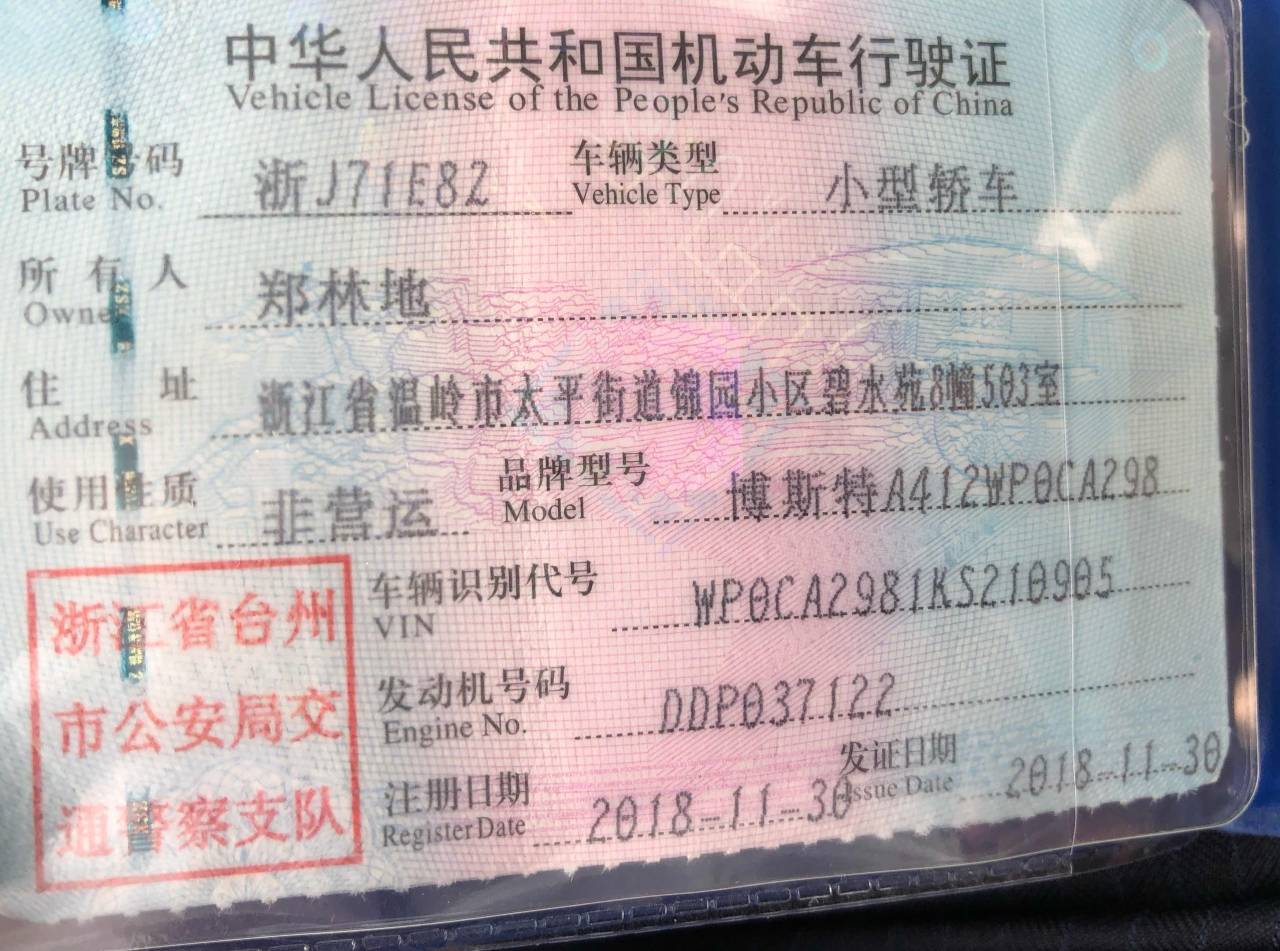 中华人民共和国机动车行驶证
Vehicle License of the People's Republic of China
号牌号码 浙J71E82 车辆类型 小型轿车
Plate No. Vehicle Type
所有人 郑林地
Owner
住址 浙江省温岭市太平街道锦园小区碧水苑8幢503室
Address
使用性质 非营运 品牌型号 博斯特A412WP0CA298
Use Character Model
车辆识别代号 WP0CA2981KS210905
VIN
发动机号码 DDP037122
Engine No.
注册日期 2018-11-30 发证日期 2018-11-30
Register Date Issue Date
浙江省台州
市公安局交
通警察支队